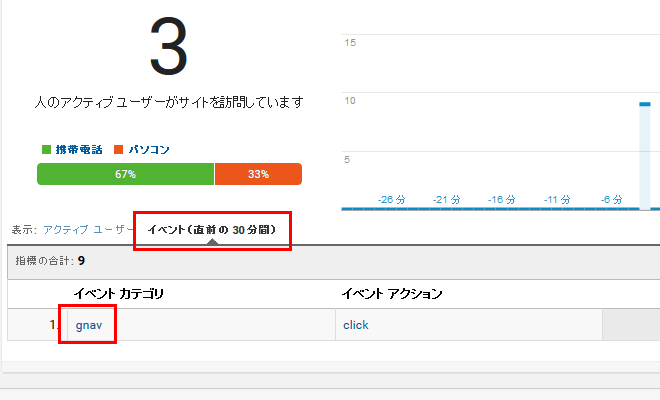 3
人のアクティブ ユーザーがサイトを訪問しています
携帯電話 パソコン
67% 33%
15
10
5
-26 分 -21 分 -16 分 -11 分 -6 分
表示: アクティブ ユーザー イベント(直前の 30 分間)
指標の合計: 9
イベント カテゴリ イベント アクション
1. gnav click